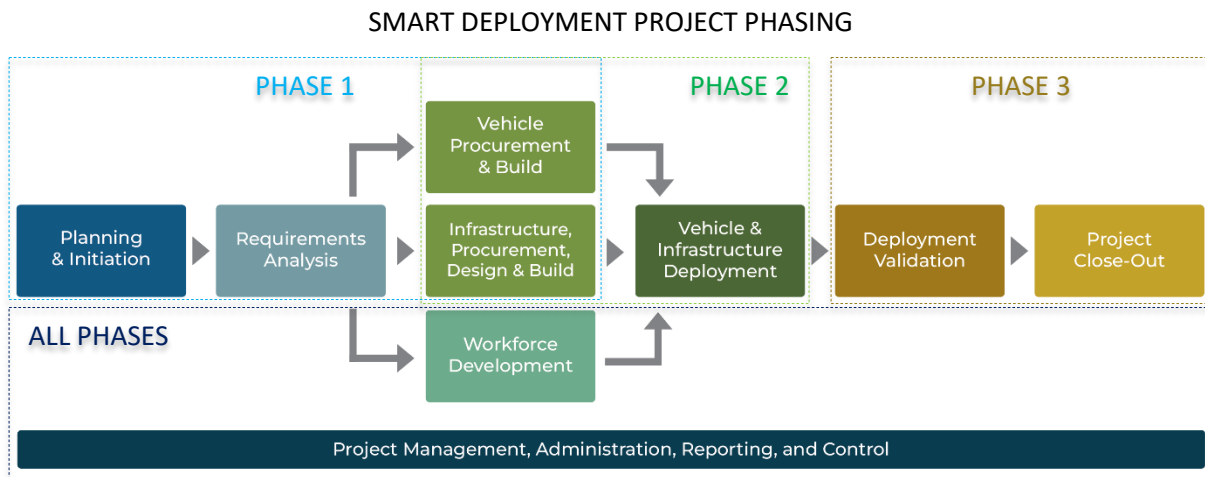 SMART DEPLOYMENT PROJECT PHASING
PHASE 1
PHASE 2
PHASE 3
Vehicle
Procurement
& Build
Planning
& Initiation
Requirements
Analysis
Infrastructure,
Procurement,
Design & Build
Vehicle &
Infrastructure
Deployment
Deployment
Validation
Project
Close-Out
ALL PHASES
Workforce
Development
Project Management, Administration, Reporting, and Control